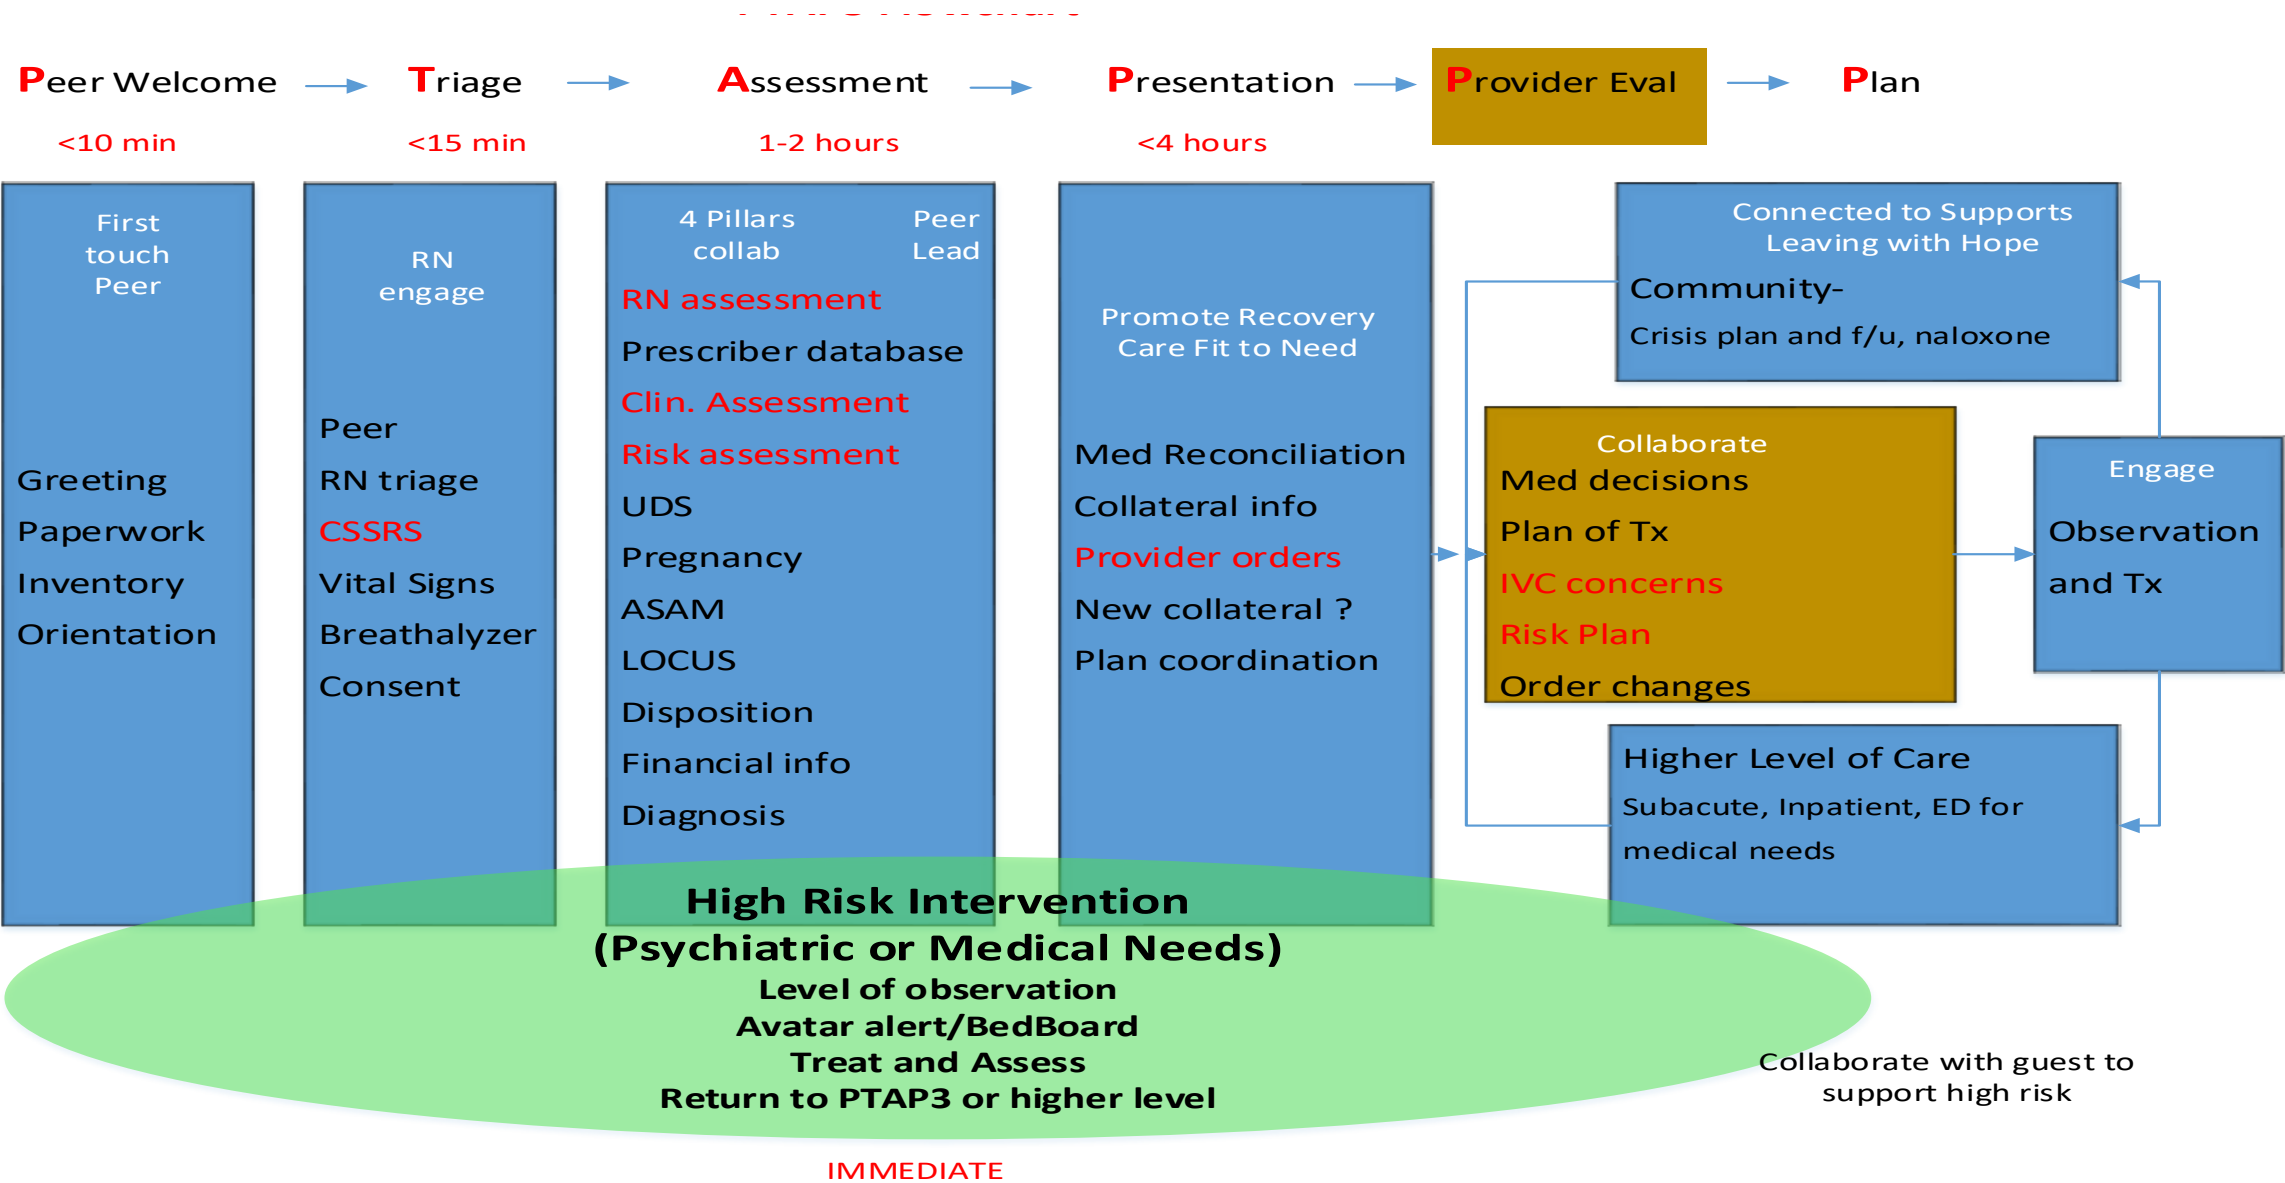 Peer Welcome
Triage
Assessment
Presentation
Provider Eval
Plan
<10 min
<15 min
1-2 hours
<4 hours
First
touch
Peer
Greeting
Paperwork
Inventory
Orientation
RN
engage
Peer
RN triage
CSSRS
Vital Signs
Breathalyzer
Consent
4 Pillars
collab
Peer
Lead
RN assessment
Prescriber database
Clin. Assessment
Risk assessment
UDS
Pregnancy
ASAM
LOCUS
Disposition
Financial info
Diagnosis
Promote Recovery
Care Fit to Need
Med Reconciliation
Collateral info
Provider orders
New collateral ?
Plan coordination
Connected to Supports
Leaving with Hope
Community-
Crisis plan and f/u, naloxone
Collaborate
Med decisions
Plan of Tx
IVC concerns
Risk Plan
Order changes
Engage
Observation
and Tx
Higher Level of Care
Subacute, Inpatient, ED for
medical needs
High Risk Intervention
(Psychiatric or Medical Needs)
Level of observation
Avatar alert/BedBoard
Treat and Assess
Return to PTAP3 or higher level
Collaborate with guest to
support high risk
IMMEDIATE